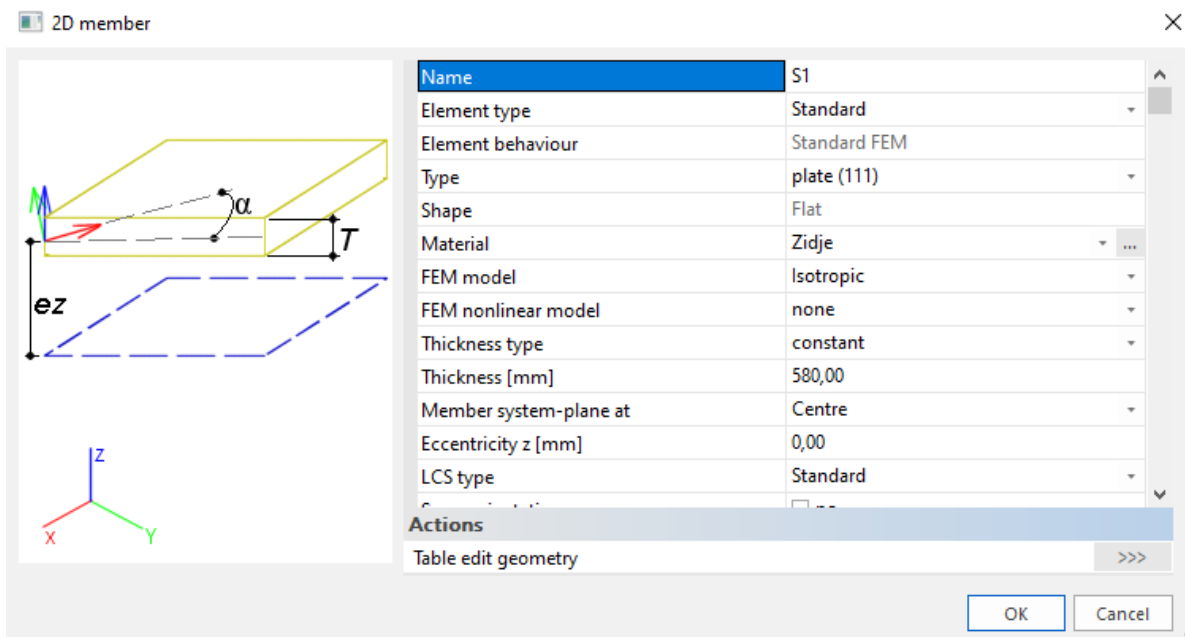 2D member
Name S1
Element type Standard
Element behaviour Standard FEM
Type plate (111)
Shape Flat
Material Zidje ...
FEM model Isotropic
FEM nonlinear model none
Thickness type constant
Thickness [mm] 580,00
Member system-plane at Centre
Eccentricity z [mm] 0,00
LCS type Standard
Actions
Table edit geometry >>>
OK Cancel
α
T
ez
Z
X Y